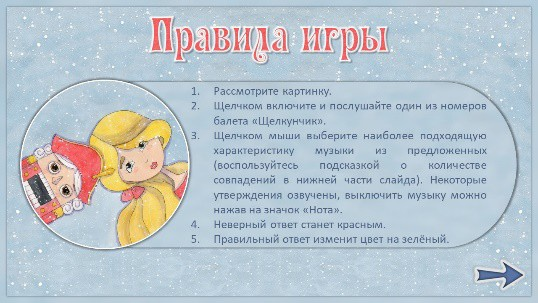 Правила игры
1. Рассмотрите картинку.
2. Щелчком включите и послушайте один из номеров
балета «Щелкунчик».
3. Щелчком мыши выберите наиболее подходящую
характеристику музыки из предложенных
(воспользуйтесь подсказкой о количестве
совпадений в нижней части слайда). Некоторые
утверждения озвучены, выключить музыку можно
нажав на значок «Нота».
4. Неверный ответ станет красным.
5. Правильный ответ изменит цвет на зелёный.